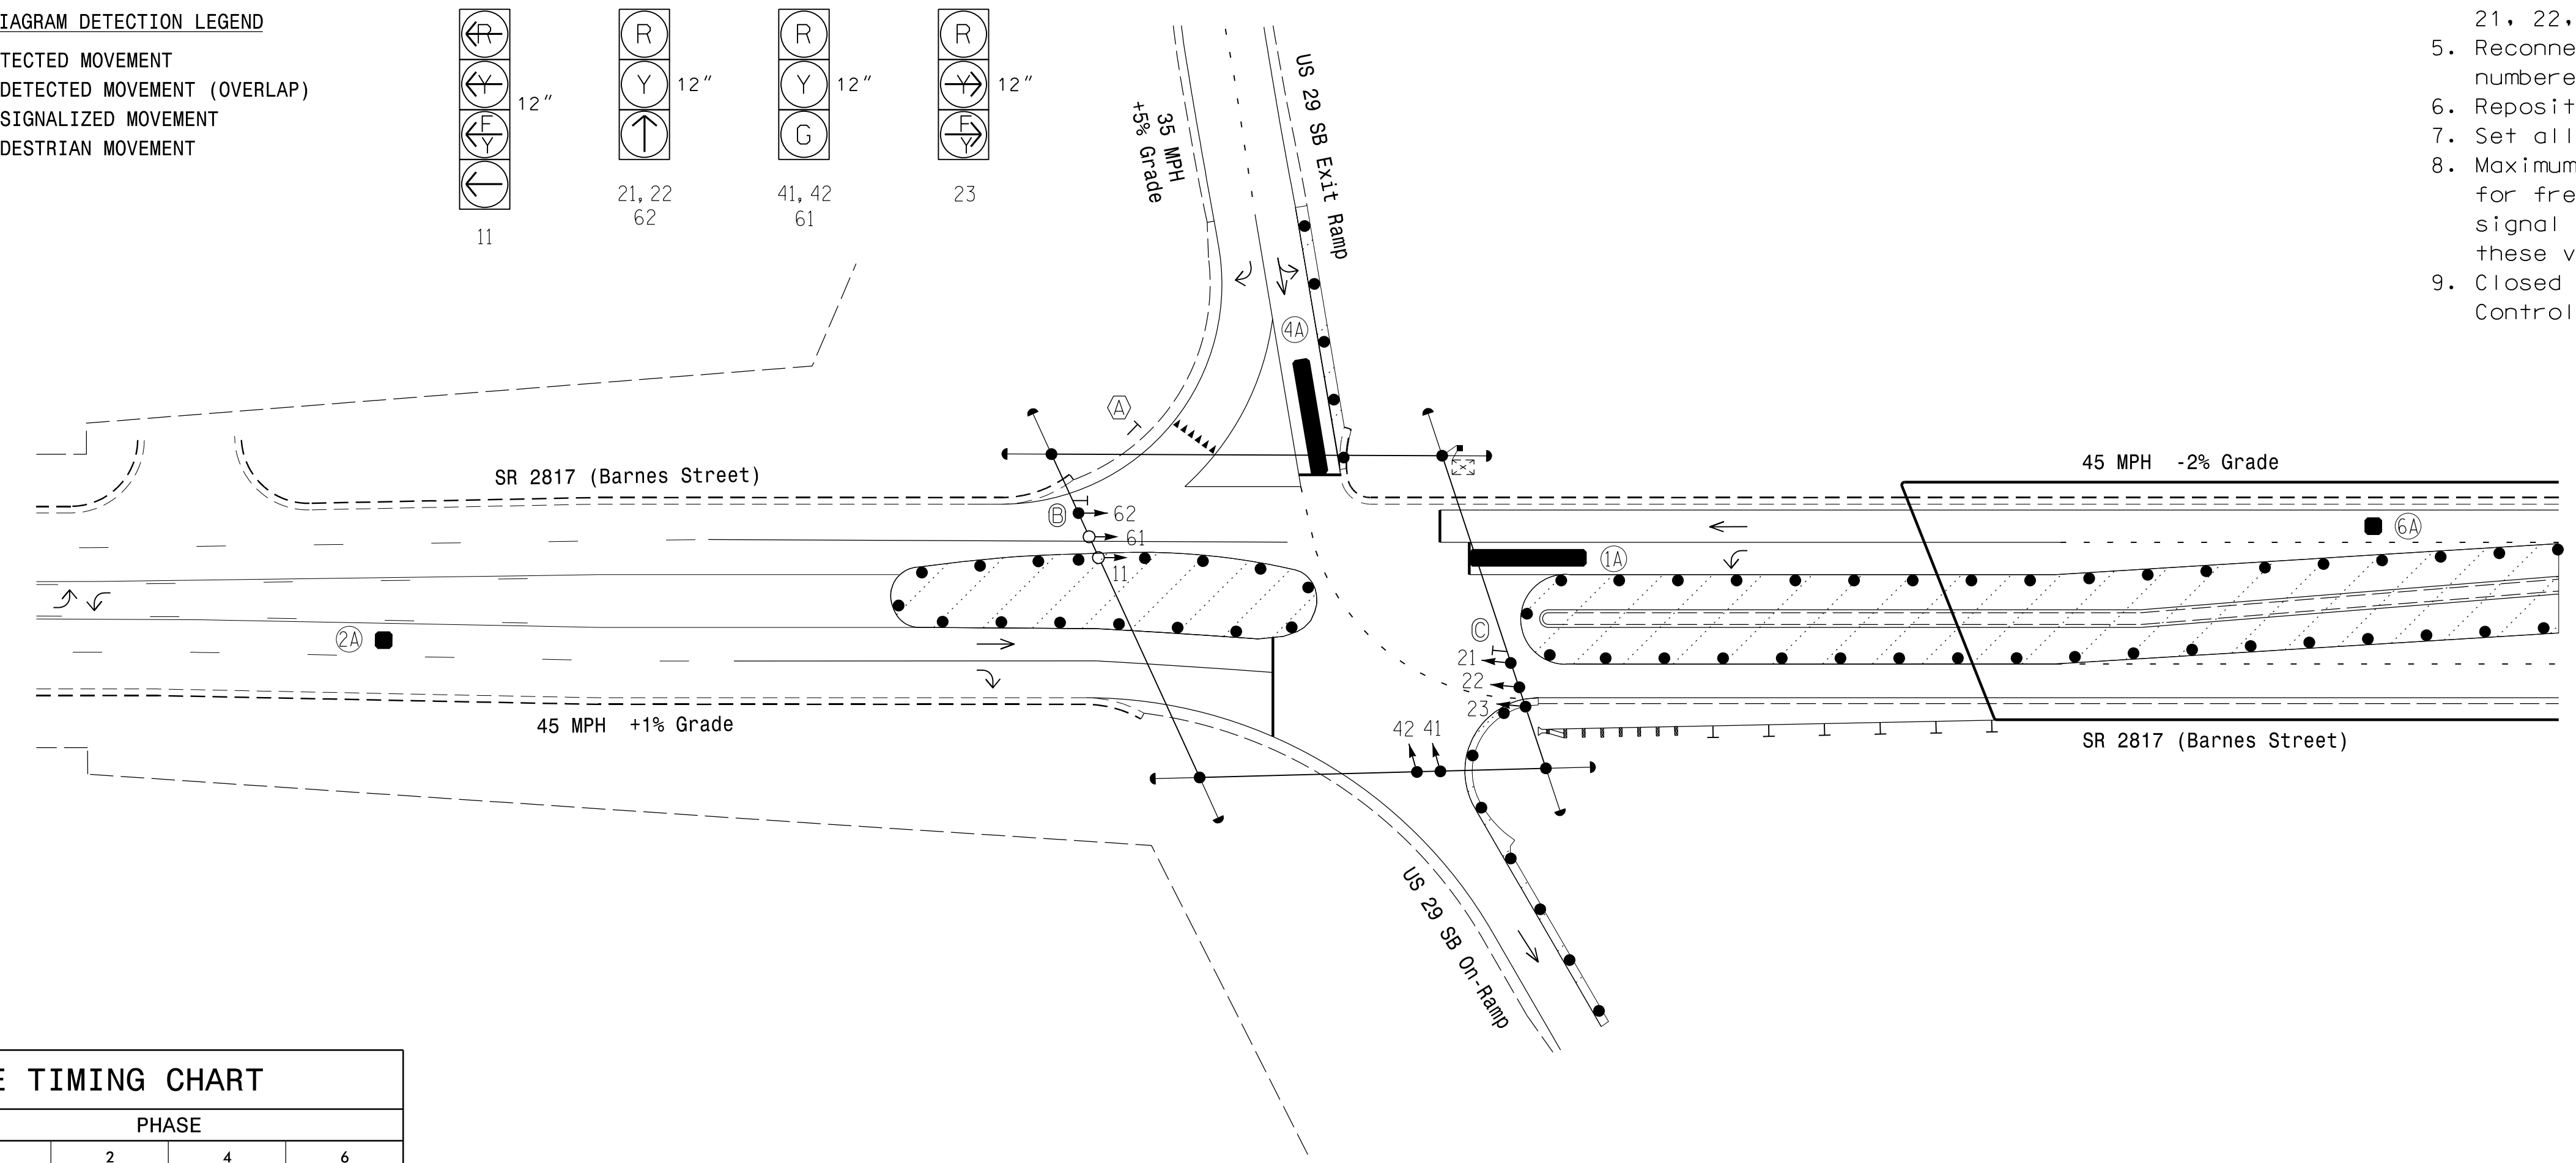 IAGRAM DETECTION LEGEND
TECTED MOVEMENT
DETECTED MOVEMENT (OVERLAP)
SIGNALIZED MOVEMENT
DESTRIAN MOVEMENT
R
Y
F
Y
12"
11
R
Y
12"
21, 22
62
R
Y
G
12"
41, 42
61
R
Y
F
Y
12"
23
21, 22,
5. Reconne
numbere
6. Reposit
7. Set all
8. Maximum
for fre
signal
these v
9. Closed
Control
35 MPH
+5% Grade
US 29 SB Exit Ramp
4A
A
SR 2817 (Barnes Street)
45 MPH -2% Grade
B
62
61
11
6A
1A
2A
C
21
22
23
42 41
45 MPH +1% Grade
SR 2817 (Barnes Street)
US 29 SB On-Ramp
E TIMING CHART
PHASE
2 4 6